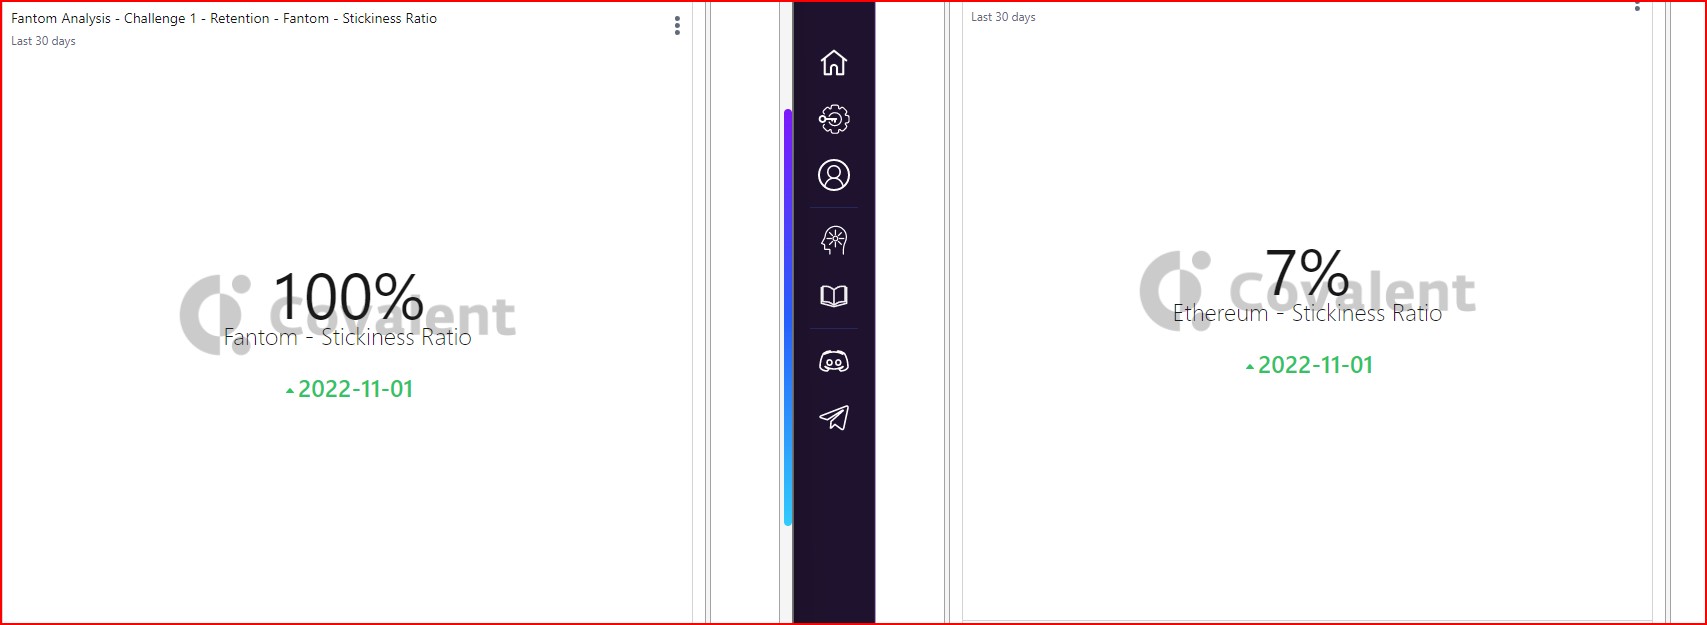 Fantom Analysis - Challenge 1 - Retention - Fantom - Stickiness Ratio
Last 30 days
100%
Covalent
Fantom - Stickiness Ratio
2022-11-01
Last 30 days
7%
Covalent
Ethereum - Stickiness Ratio
2022-11-01